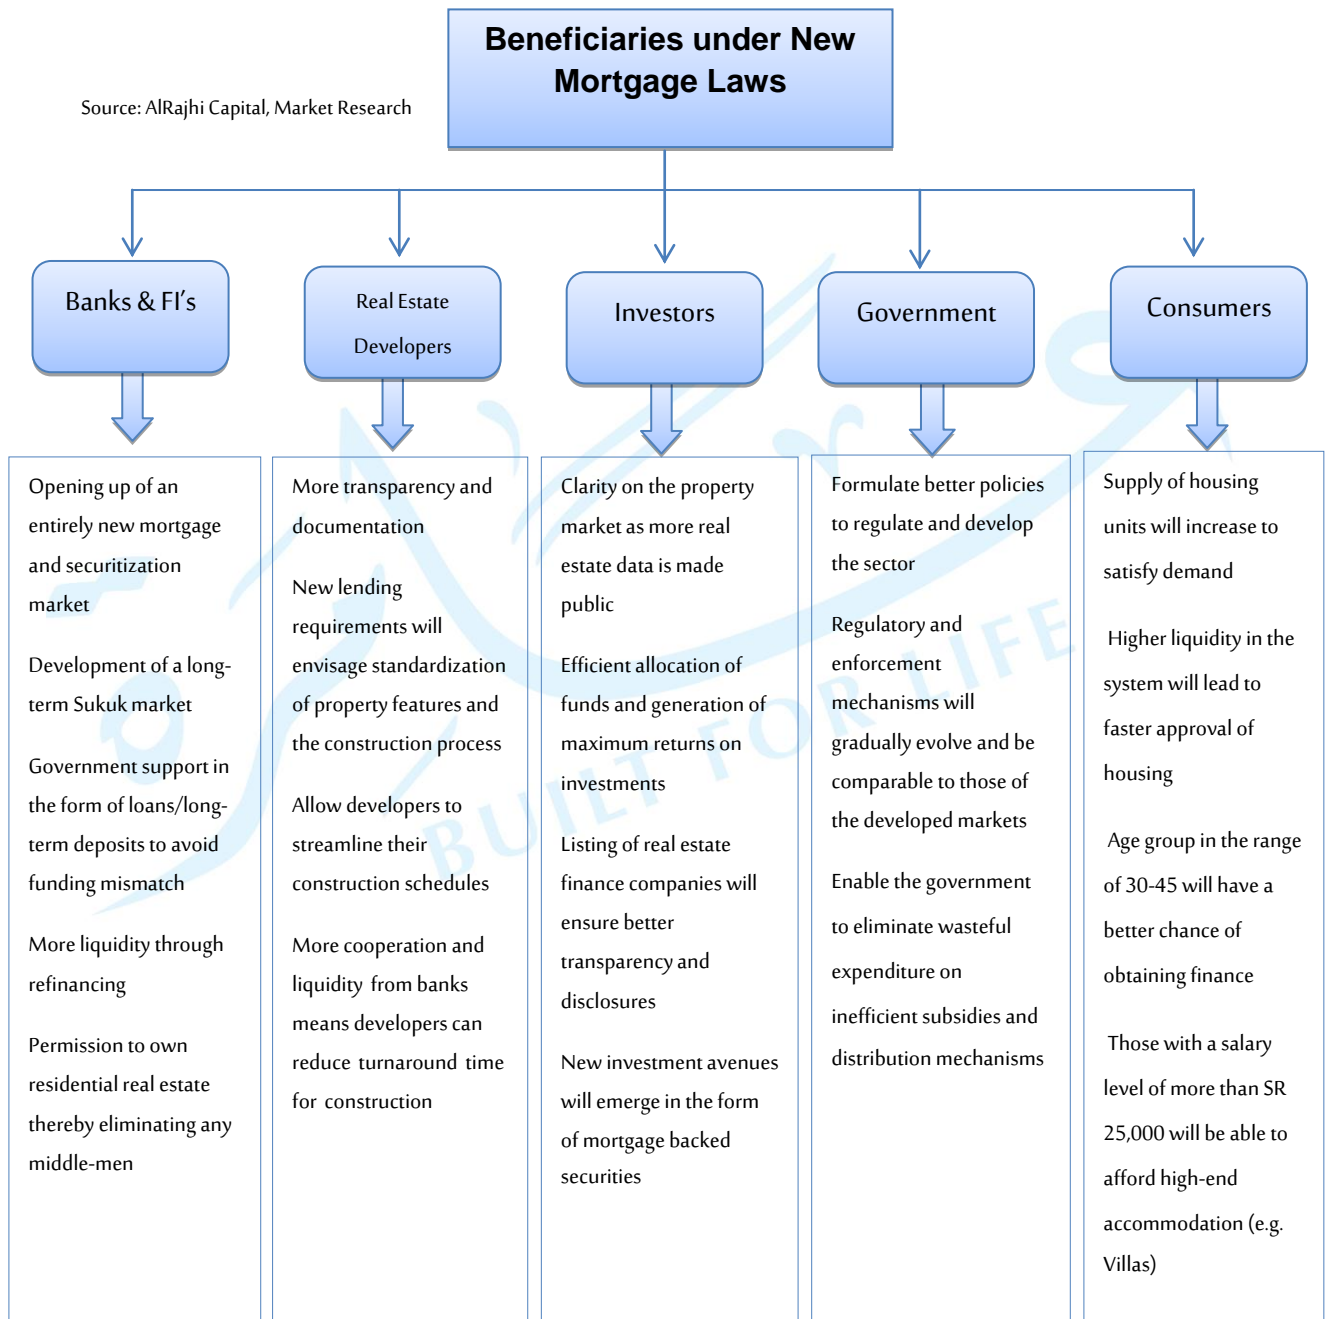 Beneficiaries under New
Mortgage Laws
Source: AlRajhi Capital, Market Research
Banks & FI's
Real Estate
Developers
Investors
Government
Consumers
Opening up of an
entirely new mortgage
and securitization
market
Development of a long-
term Sukuk market
Government support in
the form of loans/long-
term deposits to avoid
funding mismatch
More liquidity through
refinancing
Permission to own
residential real estate
thereby eliminating any
middle-men
More transparency and
documentation
New lending
requirements will
envisage standardization
of property features and
the construction process
Allow developers to
streamline their
construction schedules
More cooperation and
liquidity from banks
means developers can
reduce turnaround time
for construction
Clarity on the property
market as more real
estate data is made
public
Efficient allocation of
funds and generation of
maximum returns on
investments
Listing of real estate
finance companies will
ensure better
transparency and
disclosures
New investment avenues
will emerge in the form
of mortgage backed
securities
Formulate better policies
to regulate and develop
the sector
Regulatory and
enforcement
mechanisms will
gradually evolve and be
comparable to those of
the developed markets
Enable the government
to eliminate wasteful
expenditure on
inefficient subsidies and
distribution mechanisms
Supply of housing
units will increase to
satisfy demand
Higher liquidity in the
system will lead to
faster approval of
housing
Age group in the range
of 30-45 will have a
better chance of
obtaining finance
Those with a salary
level of more than SR
25,000 will be able to
afford high-end
accommodation (e.g.
Villas)
BUILT FOR LIFE